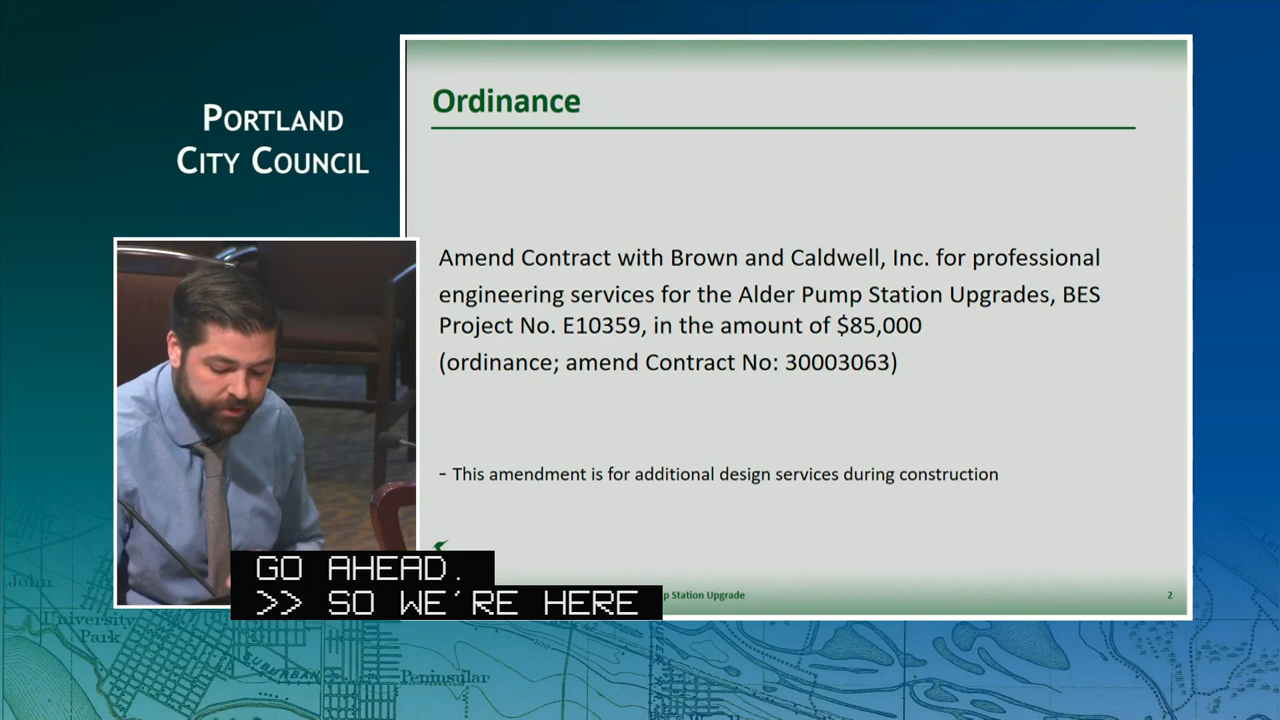 PORTLAND
CITY COUNCIL
Ordinance
Amend Contract with Brown and Caldwell, Inc. for professional
engineering services for the Alder Pump Station Upgrades, BES
Project No. E10359, in the amount of $85,000
(ordinance; amend Contract No: 30003063)
- This amendment is for additional design services during construction
p Station Upgrade
2
GO AHEAD.
>> SO WE'RE HERE
John
University
Park
SUBURBAN
Peninsular